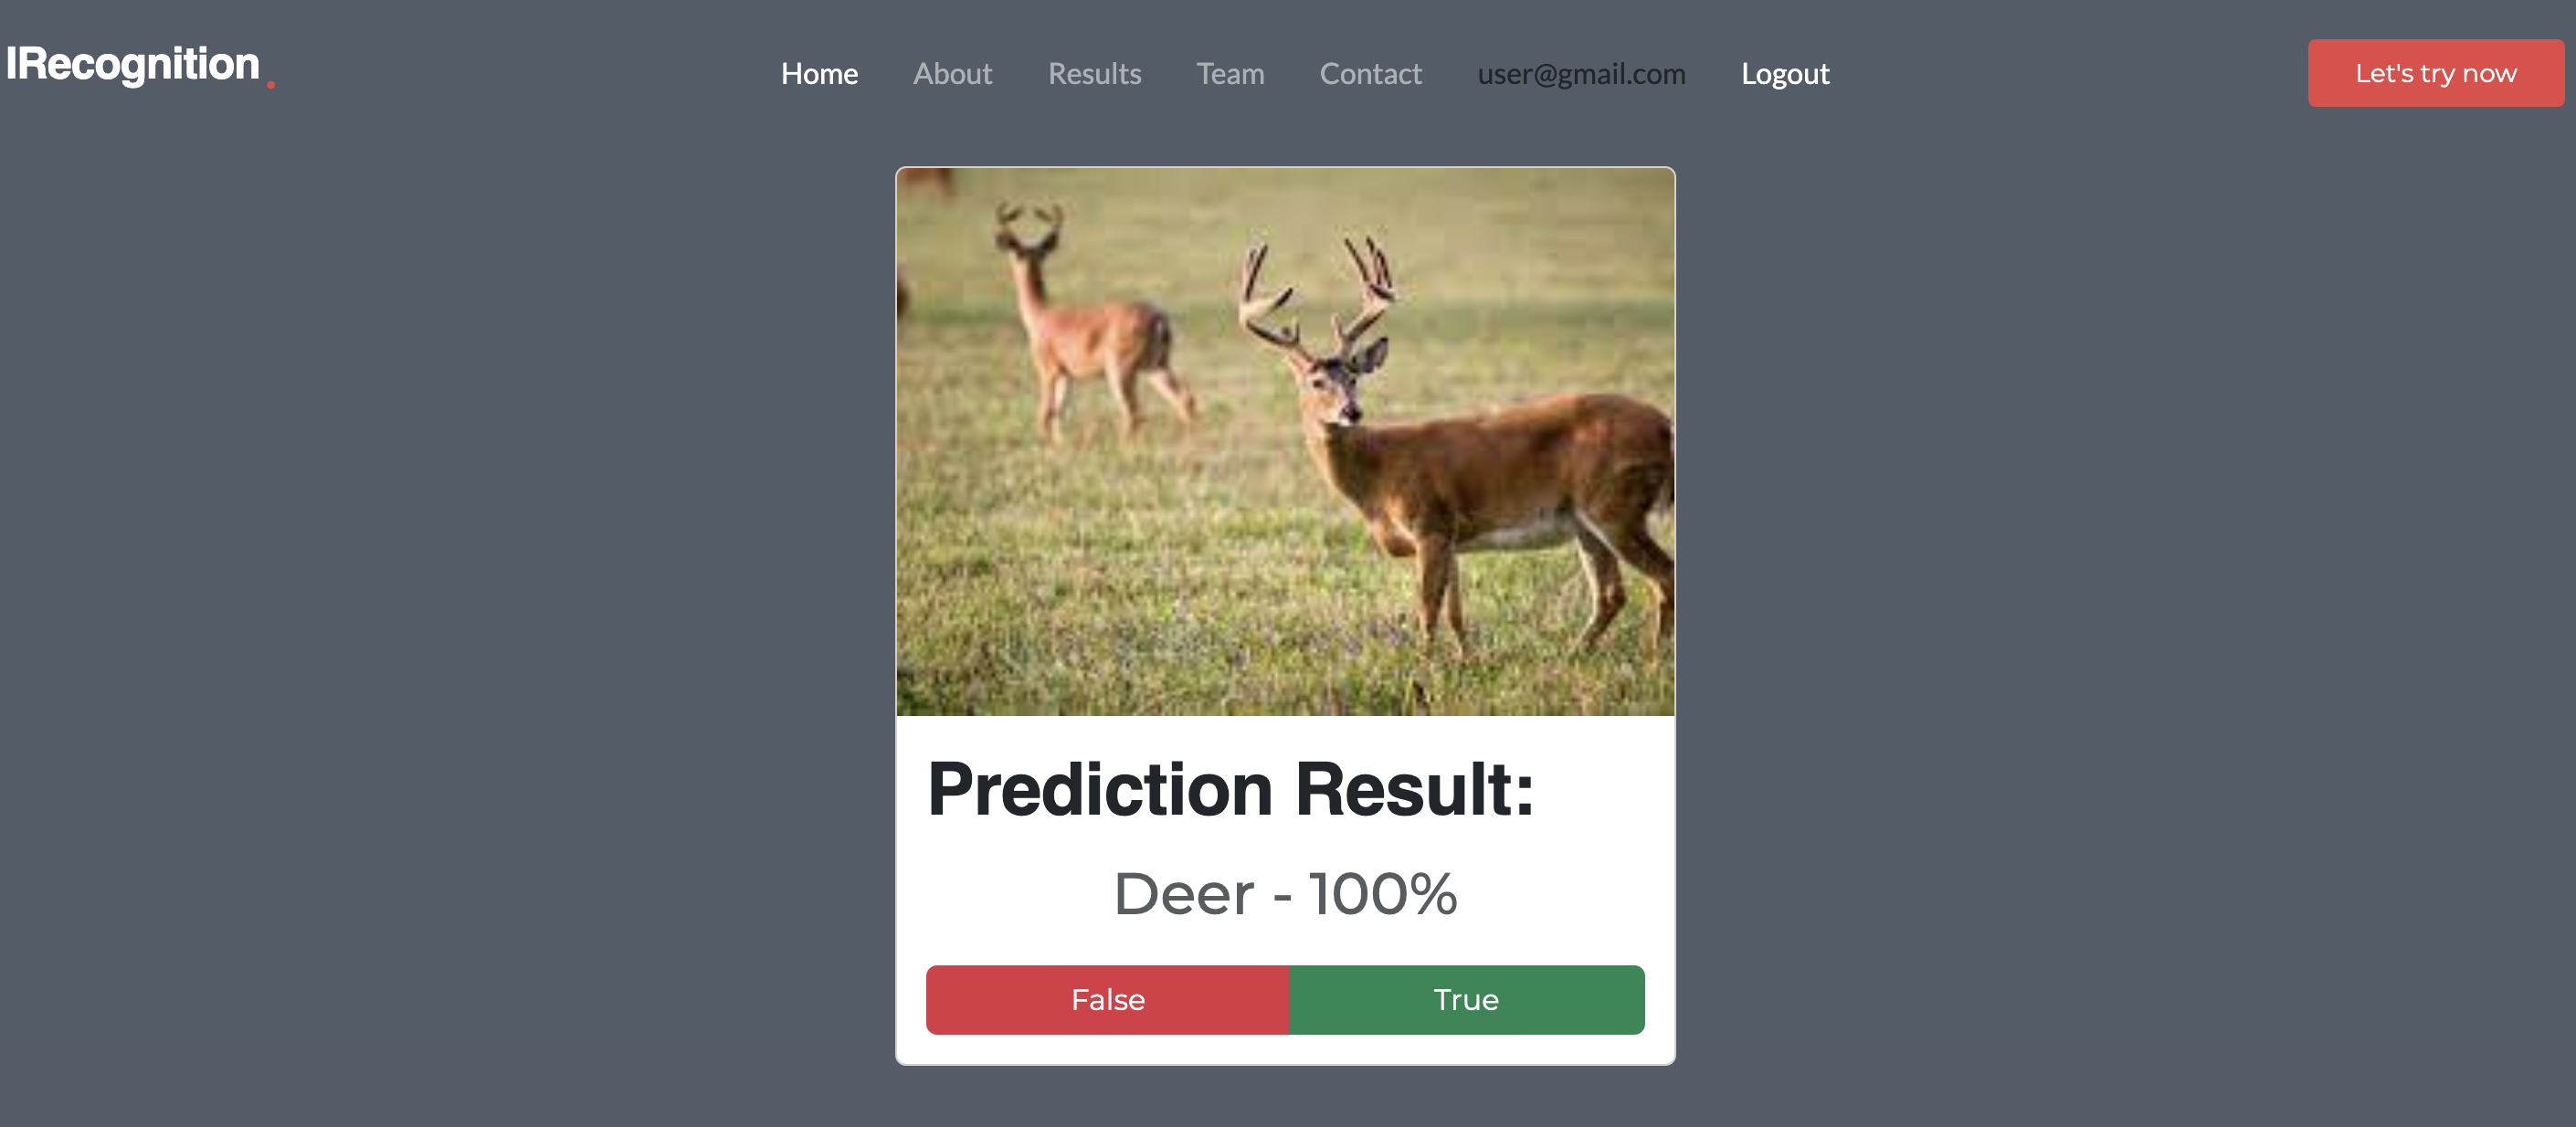 IRecognition.
Home About Results Team Contact user@gmail.com Logout
Let's try now
Prediction Result:
Deer - 100%
False True